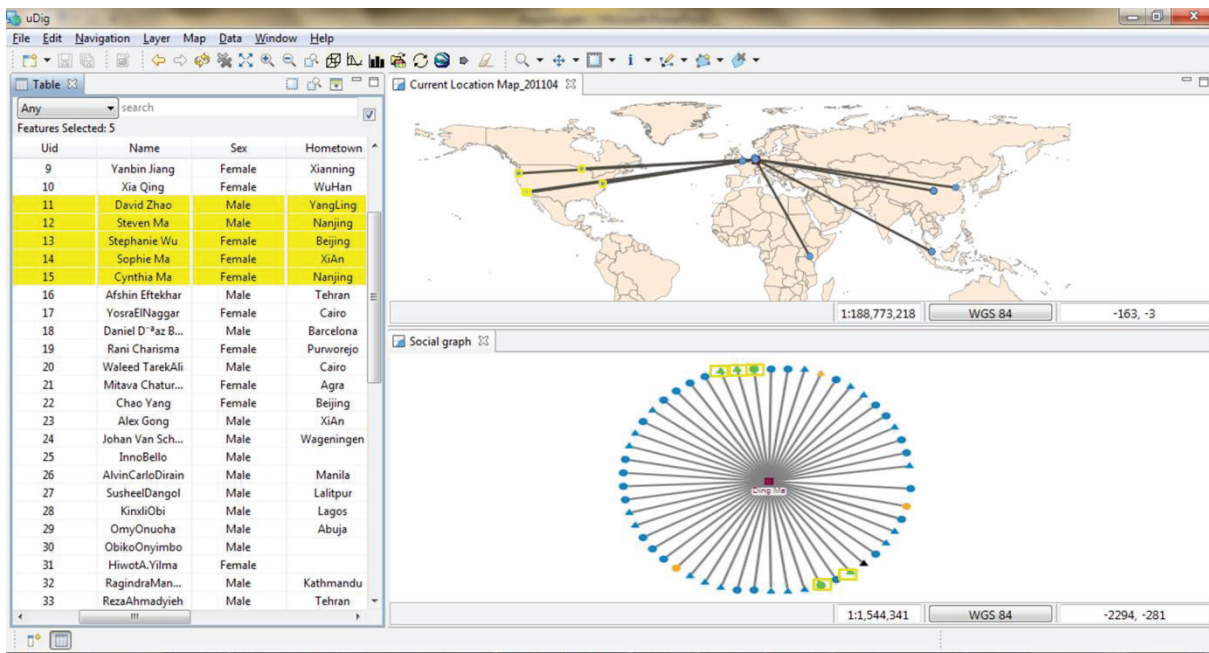 uDig
File Edit Navigation Layer Map Data Window Help
Table
Any search
Features Selected: 5
Uid Name Sex Hometown
9 Yanbin Jiang Female Xianning
10 Xia Qing Female WuHan
11 David Zhao Male YangLing
12 Steven Ma Male Nanjing
13 Stephanie Wu Female Beijing
14 Sophie Ma Female XiAn
15 Cynthia Ma Female Nanjing
16 Afshin Eftekhar Male Tehran
17 YosraElNaggar Female Cairo
18 Daniel D¬ªaz B... Male Barcelona
19 Rani Charisma Female Purworejo
20 Waleed TarekAli Male Cairo
21 Mitava Chatur... Female Agra
22 Chao Yang Female Beijing
23 Alex Gong Male XiAn
24 Johan Van Sch... Male Wageningen
25 InnoBello Male
26 AlvinCarloDirain Male Manila
27 SusheelDangol Male Lalitpur
28 KinxliObi Male Lagos
29 OmyOnuoha Male Abuja
30 ObikoOnyimbo Male
31 HiwotA.Yilma Female
32 RagindraMan... Male Kathmandu
33 RezaAhmadyieh Male Tehran
Current Location Map_201104
1:188,773,218 WGS 84 -163, -3
Social graph
Ding Ma
1:1,544,341 WGS 84 -2294, -281